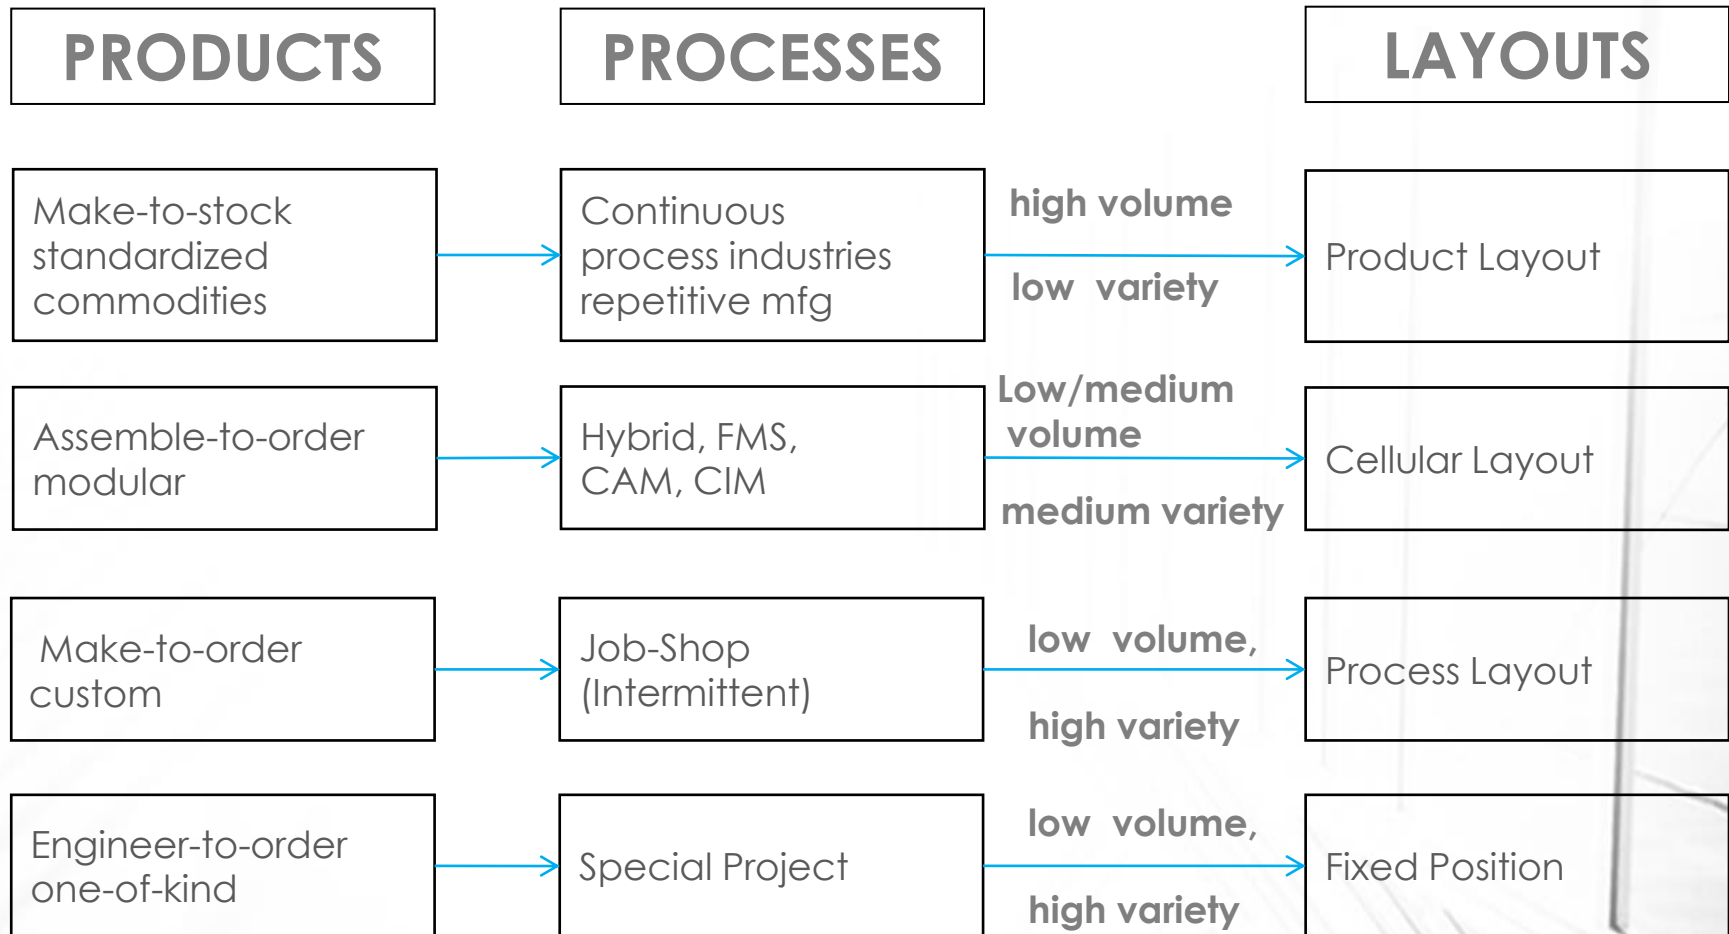 PRODUCTS
PROCESSES
LAYOUTS
Make-to-stock
standardized
commodities
Continuous
process industries
repetitive mfg
high volume
low variety
Product Layout
Assemble-to-order
modular
Hybrid, FMS,
CAM, CIM
Low/medium
volume
medium variety
Cellular Layout
Make-to-order
custom
Job-Shop
(Intermittent)
low volume,
high variety
Process Layout
Engineer-to-order
one-of-kind
Special Project
low volume,
high variety
Fixed Position